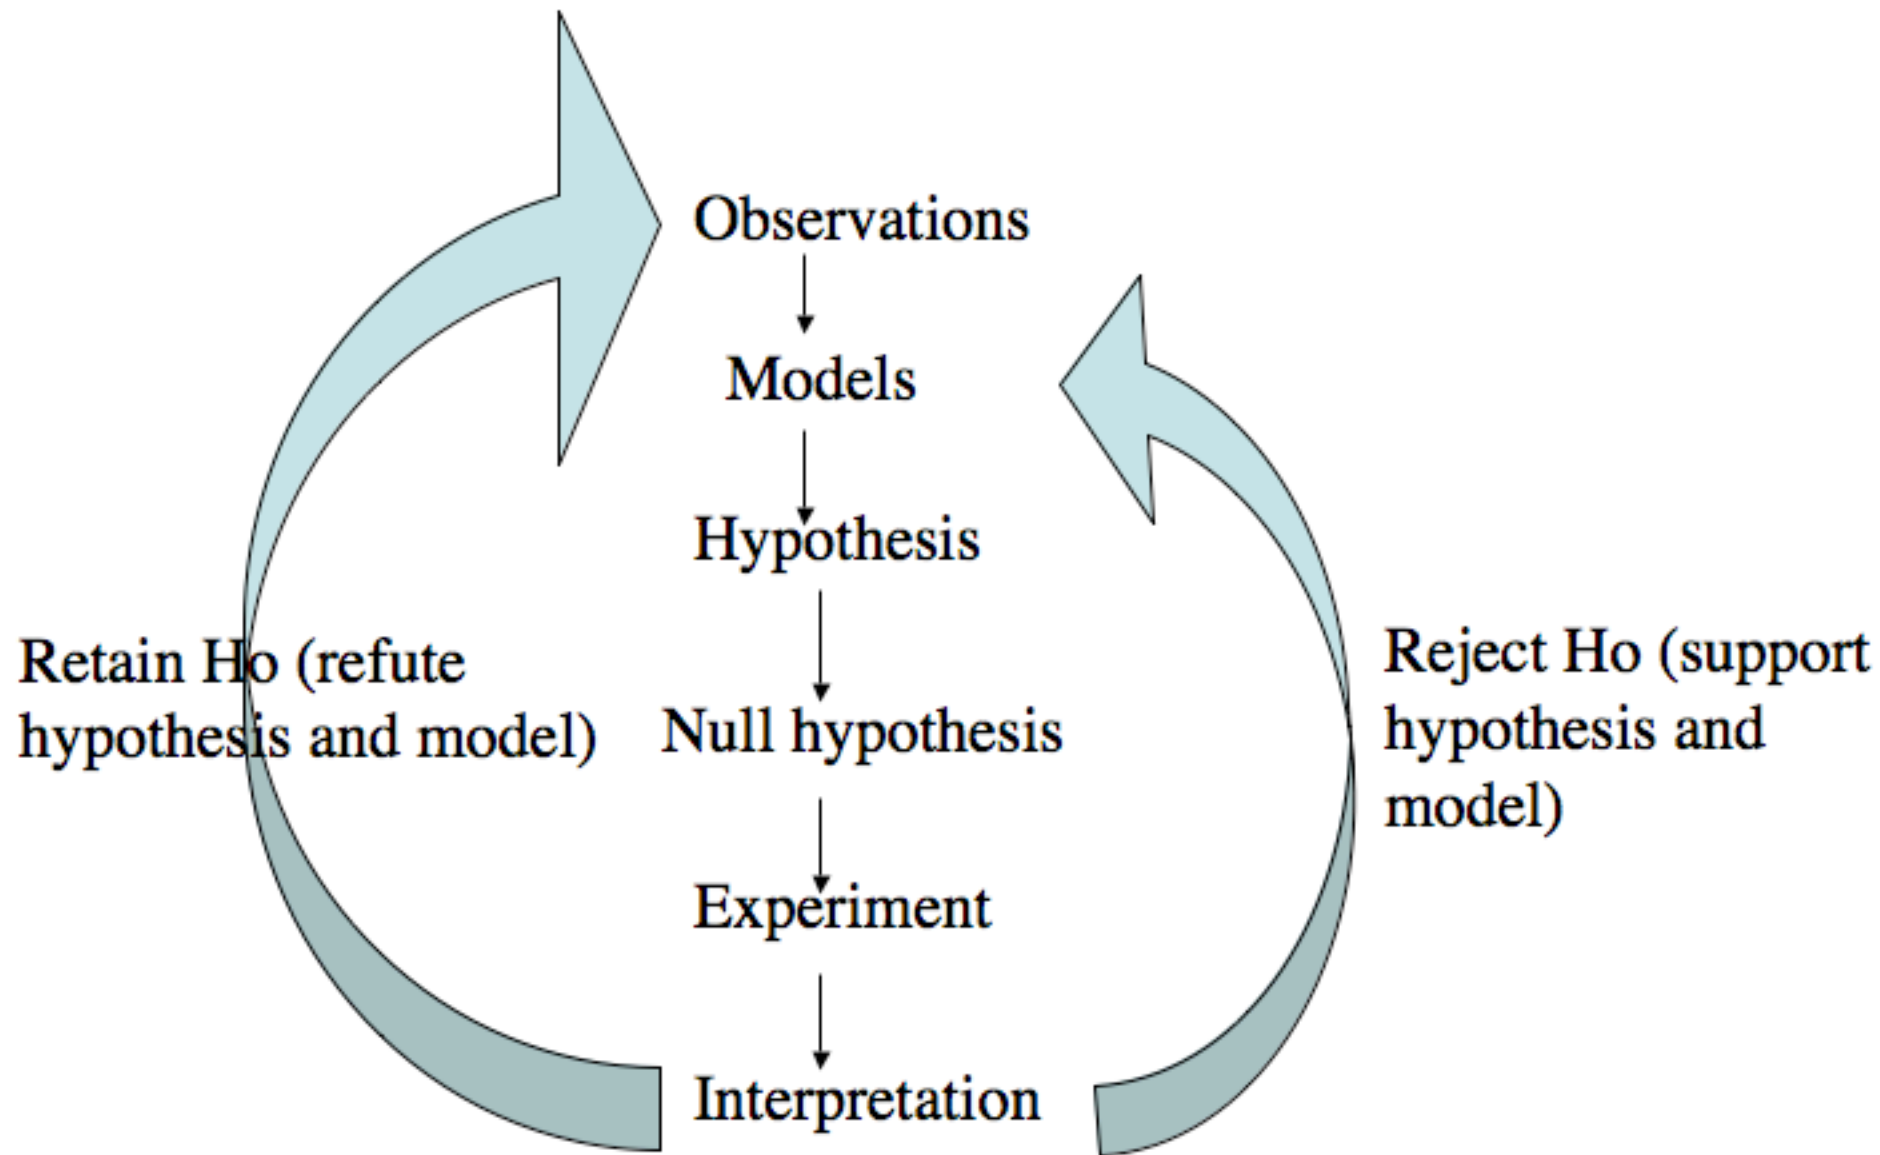 Observations
Models
Hypothesis
Retain Ho (refute
hypothesis and model)
Null hypothesis
Reject Ho (support
hypothesis and
model)
Experiment
Interpretation